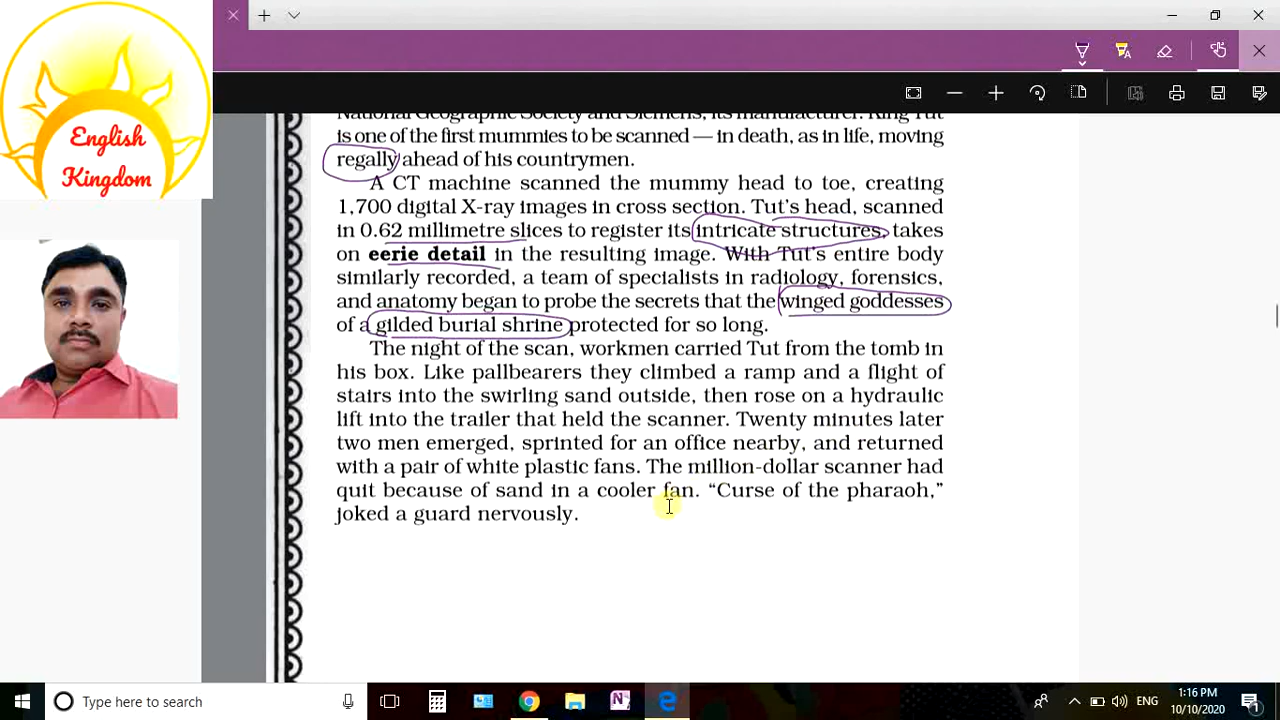 English
Kingdom
National Geographic Society and Siemens, its manufacturer. King Tut
is one of the first mummies to be scanned — in death, as in life, moving
regally ahead of his countrymen.
A CT machine scanned the mummy head to toe, creating
1,700 digital X-ray images in cross section. Tut's head, scanned
in 0.62 millimetre slices to register its intricate structures, takes
on eerie detail in the resulting image. With Tut's entire body
similarly recorded, a team of specialists in radiology, forensics,
and anatomy began to probe the secrets that the winged goddesses
of a gilded burial shrine protected for so long.
The night of the scan, workmen carried Tut from the tomb in
his box. Like pallbearers they climbed a ramp and a flight of
stairs into the swirling sand outside, then rose on a hydraulic
lift into the trailer that held the scanner. Twenty minutes later
two men emerged, sprinted for an office nearby, and returned
with a pair of white plastic fans. The million-dollar scanner had
quit because of sand in a cooler fan. “Curse of the pharaoh,”
joked a guard nervously.
Type here to search
ENG
1:16 PM
10/10/2020